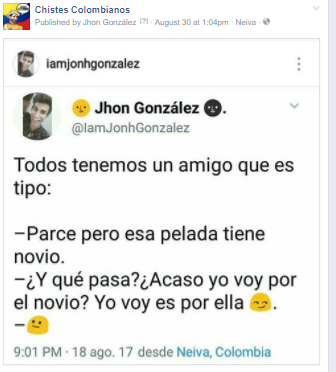 Chistes Colombianos
Published by Jhon González [?] · August 30 at 1:04pm · Neiva ·
iamjonhgonzalez
🌝 Jhon González 🌚.
@IamJonhGonzalez
Todos tenemos un amigo que es
tipo:
–Parce pero esa pelada tiene
novio.
–¿Y qué pasa?¿Acaso yo voy por
el novio? Yo voy es por ella 😏.
–😐
9:01 PM · 18 ago. 17 desde Neiva, Colombia